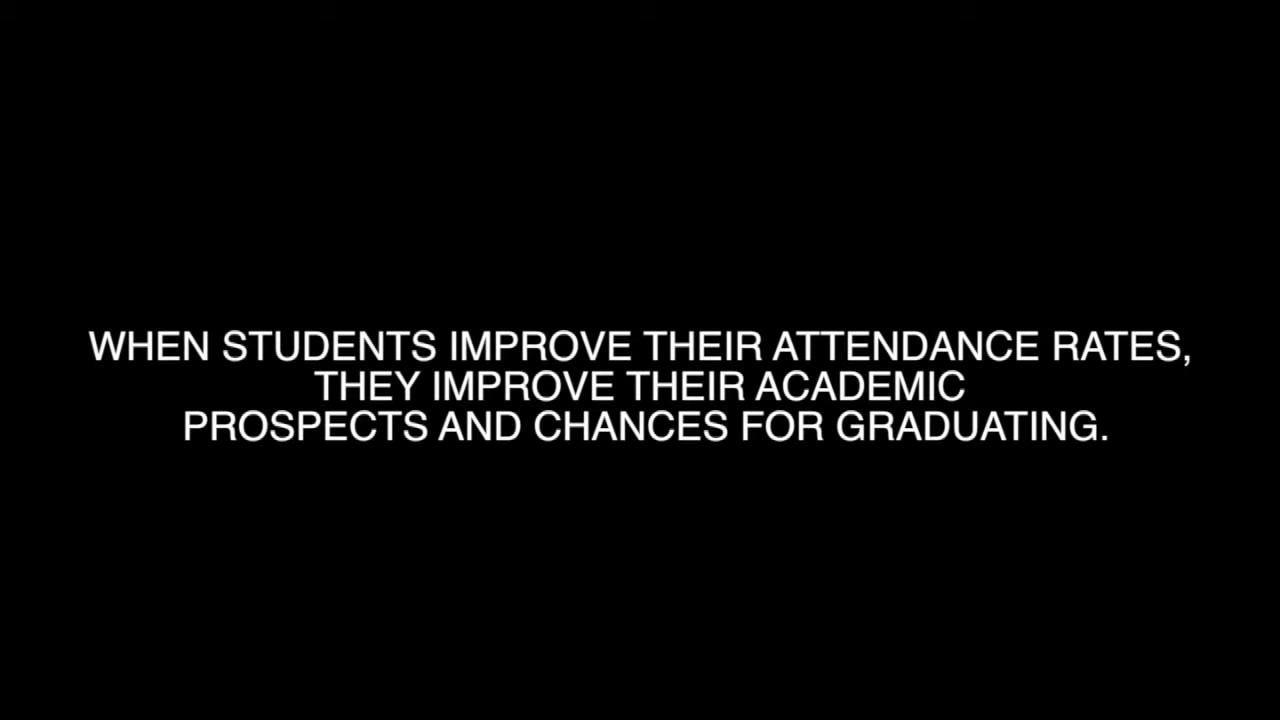 WHEN STUDENTS IMPROVE THEIR ATTENDANCE RATES,
THEY IMPROVE THEIR ACADEMIC
PROSPECTS AND CHANCES FOR GRADUATING.